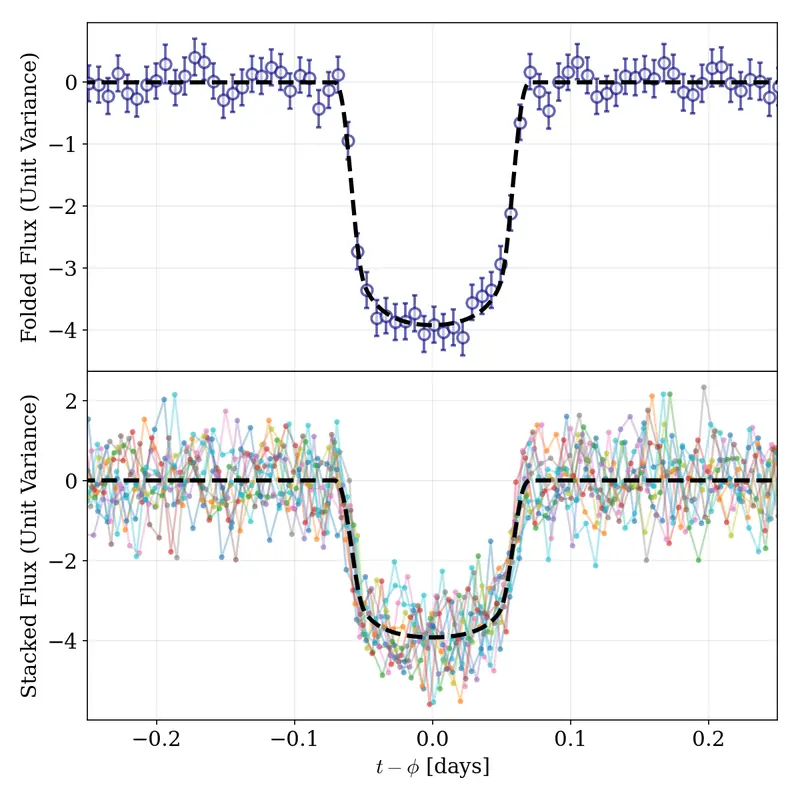 Folded Flux (Unit Variance)
0
−1
−2
−3
−4
Stacked Flux (Unit Variance)
2
0
−2
−4
−0.2 −0.1 0.0 0.1 0.2
t − ϕ [days]